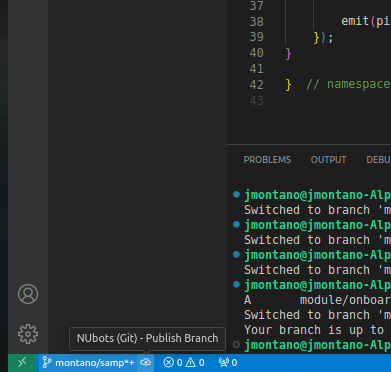 37
38 emit(pi
39 });
40 }
41
42 } // namespace
43
PROBLEMS OUTPUT DEBU
jmontano@jmontano-Alp
Switched to branch 'm
jmontano@jmontano-Alp
Switched to branch 'm
jmontano@jmontano-Alp
Switched to branch 'm
jmontano@jmontano-Alp
A module/onboar
Switched to branch 'm
Your branch is up to
jmontano@jmontano-Alp
NUbots (Git) - Publish Branch
montano/samp*+ 0 0 0